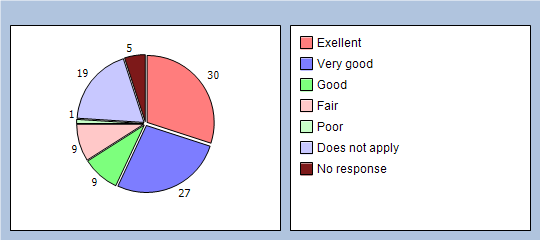 5
30
19
1
9
9
27
Exellent
Very good
Good
Fair
Poor
Does not apply
No response